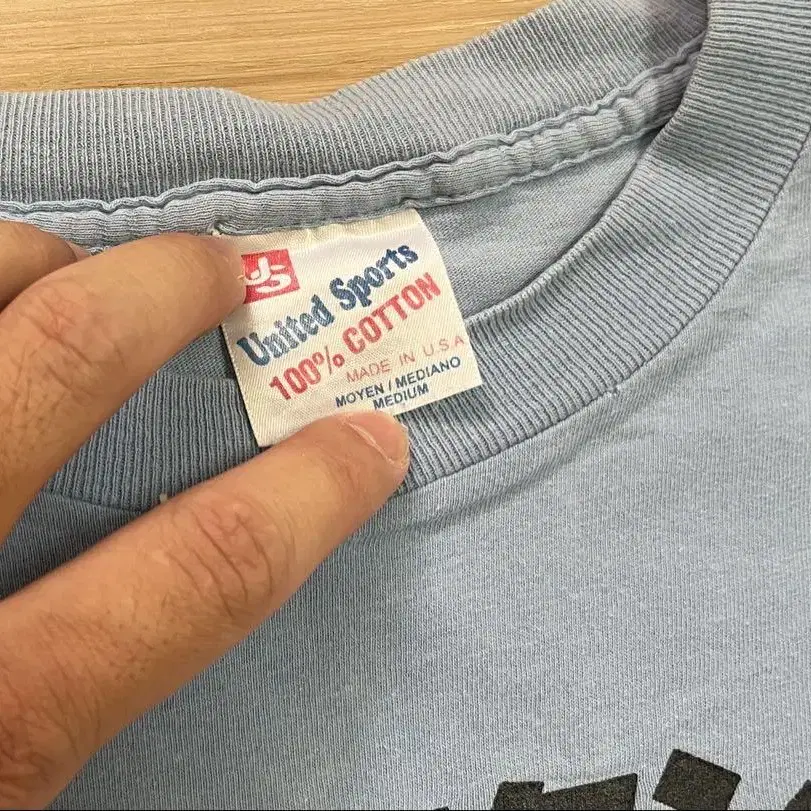 US
United Sports
100% COTTON
MADE IN U.S.A
MOYEN / MEDIANO
MEDIUM